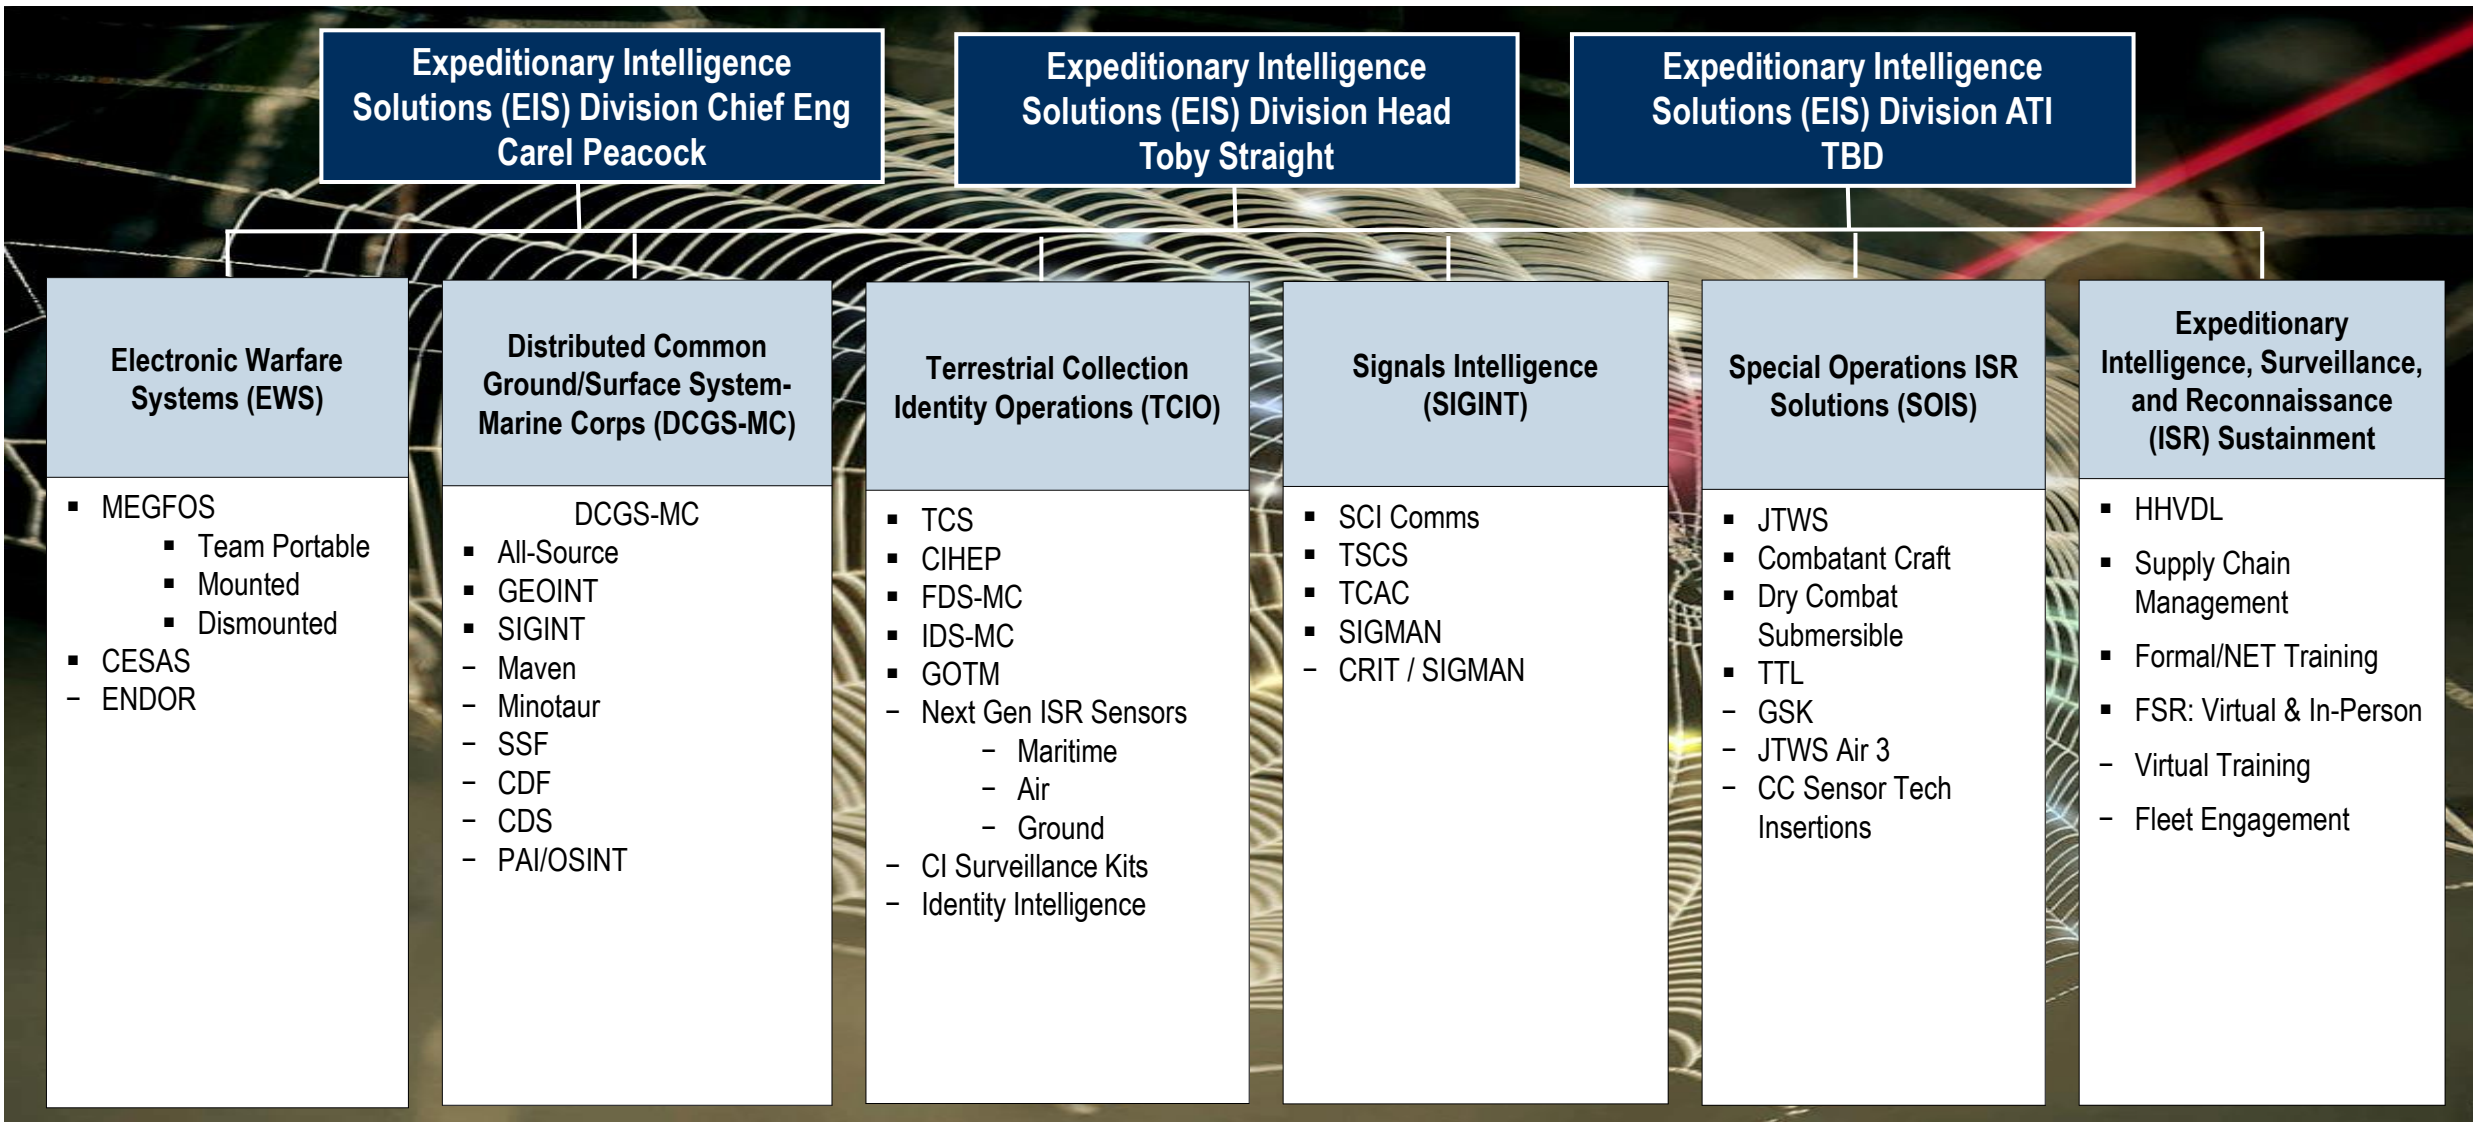 Expeditionary Intelligence
Solutions (EIS) Division Chief Eng
Carel Peacock
Expeditionary Intelligence
Solutions (EIS) Division Head
Toby Straight
Expeditionary Intelligence
Solutions (EIS) Division ATI
TBD
Electronic Warfare
Systems (EWS)
▪ MEGFOS
▪ Team Portable
▪ Mounted
▪ Dismounted
▪ CESAS
− ENDOR
Distributed Common
Ground/Surface System-
Marine Corps (DCGS-MC)
DCGS-MC
▪ All-Source
▪ GEOINT
▪ SIGINT
− Maven
− Minotaur
− SSF
− CDF
− CDS
− PAI/OSINT
Terrestrial Collection
Identity Operations (TCIO)
▪ TCS
▪ CIHEP
▪ FDS-MC
▪ IDS-MC
▪ GOTM
− Next Gen ISR Sensors
− Maritime
− Air
− Ground
− CI Surveillance Kits
− Identity Intelligence
Signals Intelligence
(SIGINT)
▪ SCI Comms
▪ TSCS
▪ TCAC
▪ SIGMAN
− CRIT / SIGMAN
Special Operations ISR
Solutions (SOIS)
▪ JTWS
▪ Combatant Craft
▪ Dry Combat
Submersible
▪ TTL
− GSK
− JTWS Air 3
− CC Sensor Tech
Insertions
Expeditionary
Intelligence, Surveillance,
and Reconnaissance
(ISR) Sustainment
▪ HHVDL
▪ Supply Chain
Management
▪ Formal/NET Training
▪ FSR: Virtual & In-Person
− Virtual Training
− Fleet Engagement